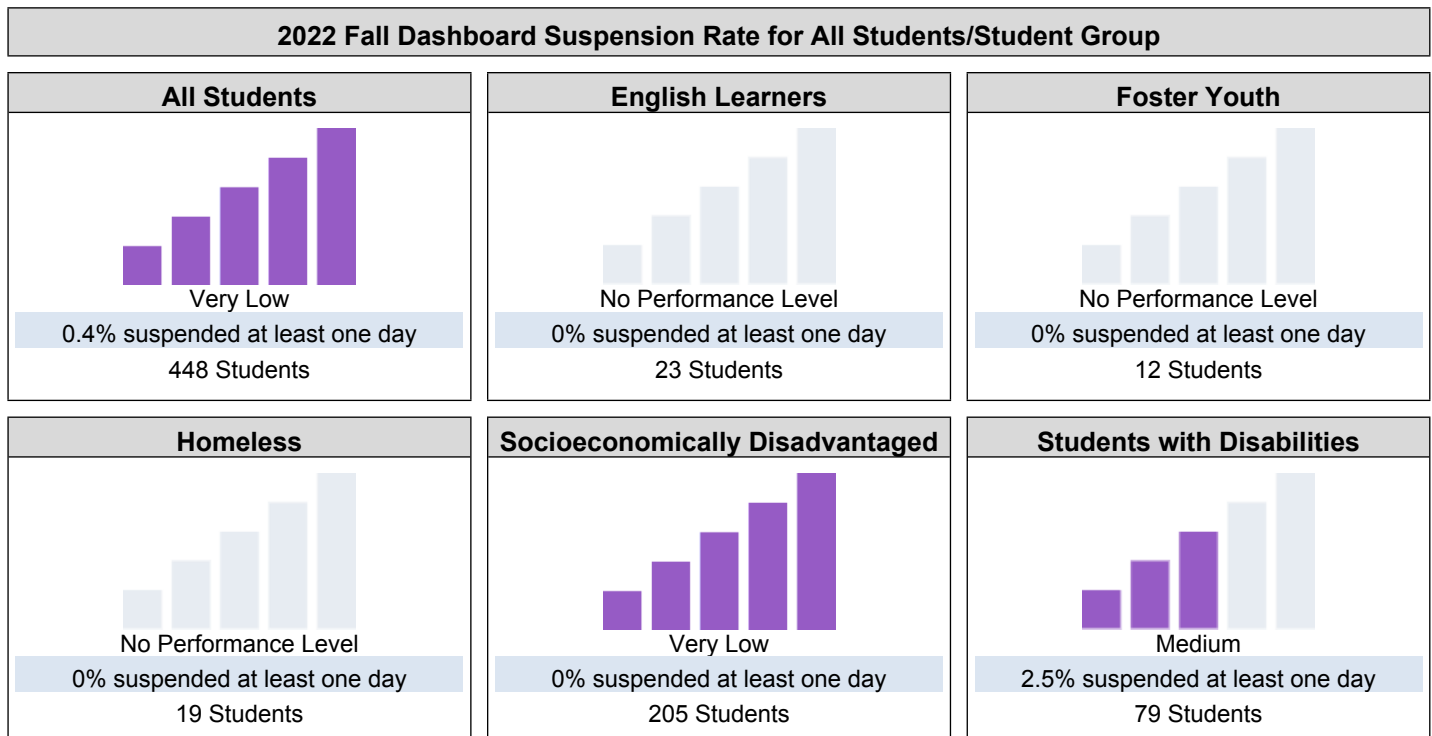 2022 Fall Dashboard Suspension Rate for All Students/Student Group
All Students
Very Low
0.4% suspended at least one day
448 Students
English Learners
No Performance Level
0% suspended at least one day
23 Students
Foster Youth
No Performance Level
0% suspended at least one day
12 Students
Homeless
No Performance Level
0% suspended at least one day
19 Students
Socioeconomically Disadvantaged
Very Low
0% suspended at least one day
205 Students
Students with Disabilities
Medium
2.5% suspended at least one day
79 Students